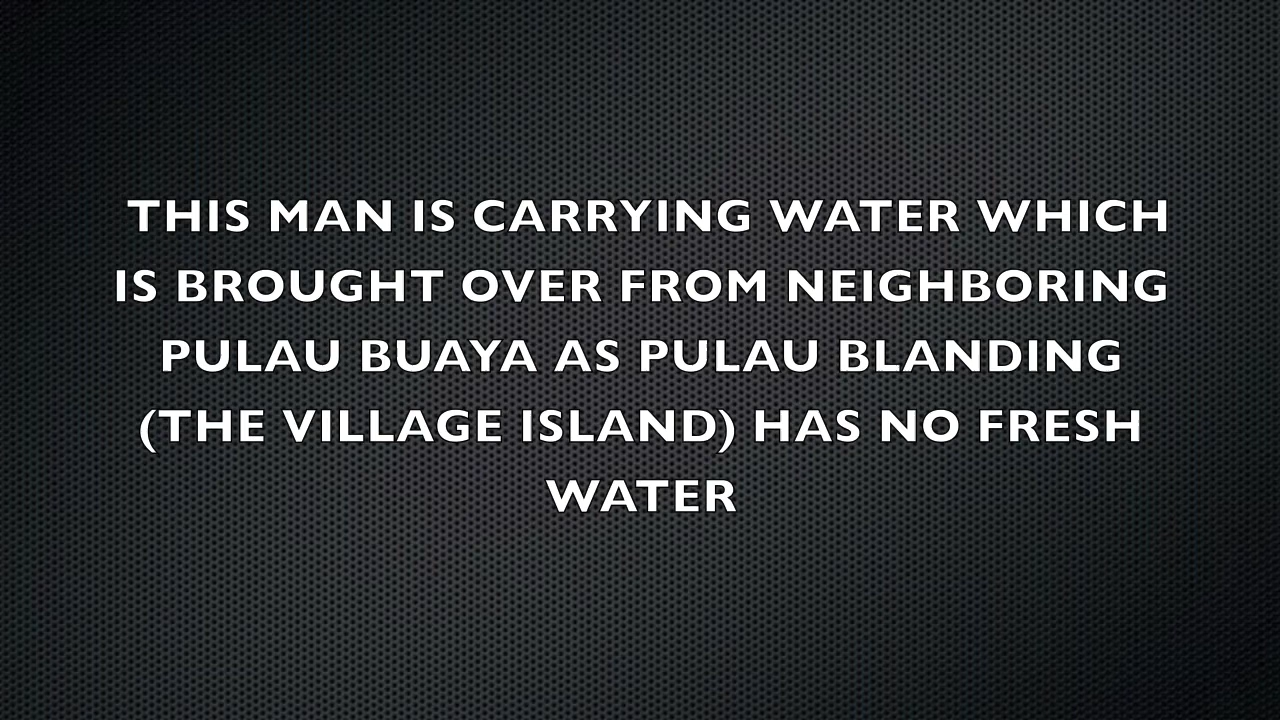 THIS MAN IS CARRYING WATER WHICH
IS BROUGHT OVER FROM NEIGHBORING
PULAU BUAYA AS PULAU BLANDING
(THE VILLAGE ISLAND) HAS NO FRESH
WATER